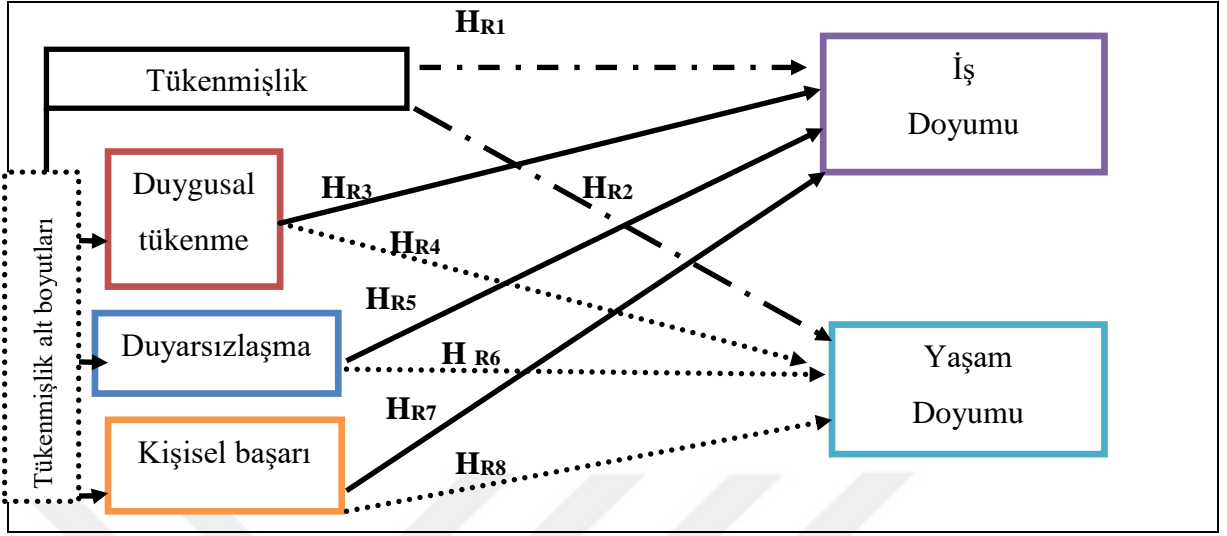 HR1
Tükenmişlik
İş
Doyumu
Duygusal
tükenme
HR3
HR2
HR4
Tükenmişlik alt boyutları
HR5
Duyarsızlaşma
H R6
Yaşam
Doyumu
HR7
Kişisel başarı
HR8